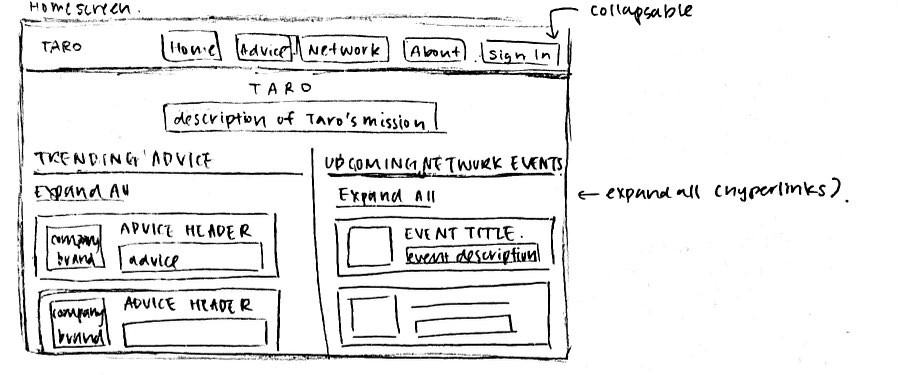 Homescreen.
collapsable
TARO Home Advice Network About Sign In
TARO
description of Taro's mission
TRENDING ADVICE
UPCOMING NETWORK EVENTS
Expand All
Expand All
← expand all (hyperlinks).
company brand
ADVICE HEADER
advice
EVENT TITLE.
event description
company brand
ADVICE HEADER